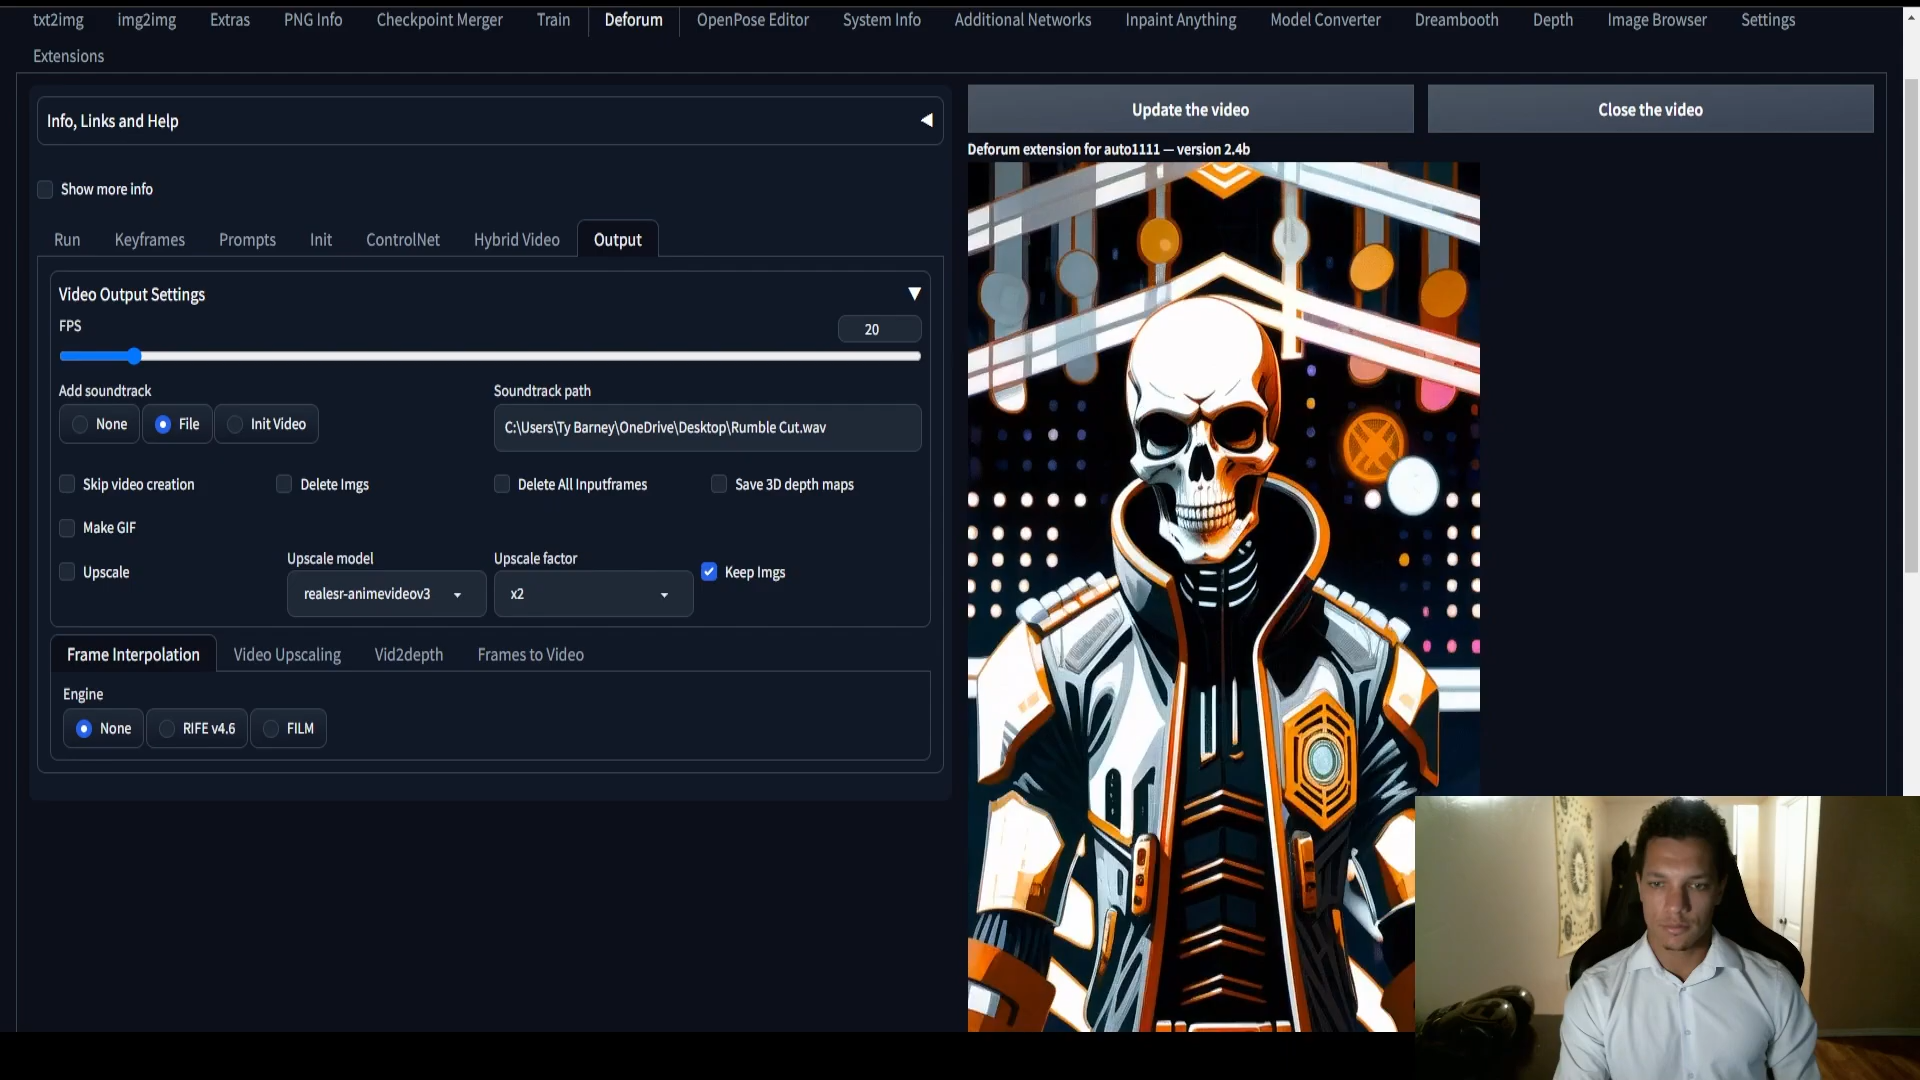 txt2img img2img Extras PNG Info Checkpoint Merger Train Deforum OpenPose Editor System Info Additional Networks Inpaint Anything Model Converter Dreambooth Depth Image Browser Settings
Extensions
Info, Links and Help
Show more info
Run Keyframes Prompts Init ControlNet Hybrid Video Output
Video Output Settings
FPS
20
Add soundtrack
None File Init Video
Soundtrack path
C:\Users\Ty Barney\OneDrive\Desktop\Rumble Cut.wav
Skip video creation Delete Imgs Delete All Inputframes Save 3D depth maps
Make GIF
Upscale
Upscale model
realesr-animevideov3
Upscale factor
x2
Keep Imgs
Frame Interpolation Video Upscaling Vid2depth Frames to Video
Engine
None RIFE v4.6 FILM
Update the video Close the video
Deforum extension for auto1111 — version 2.4b